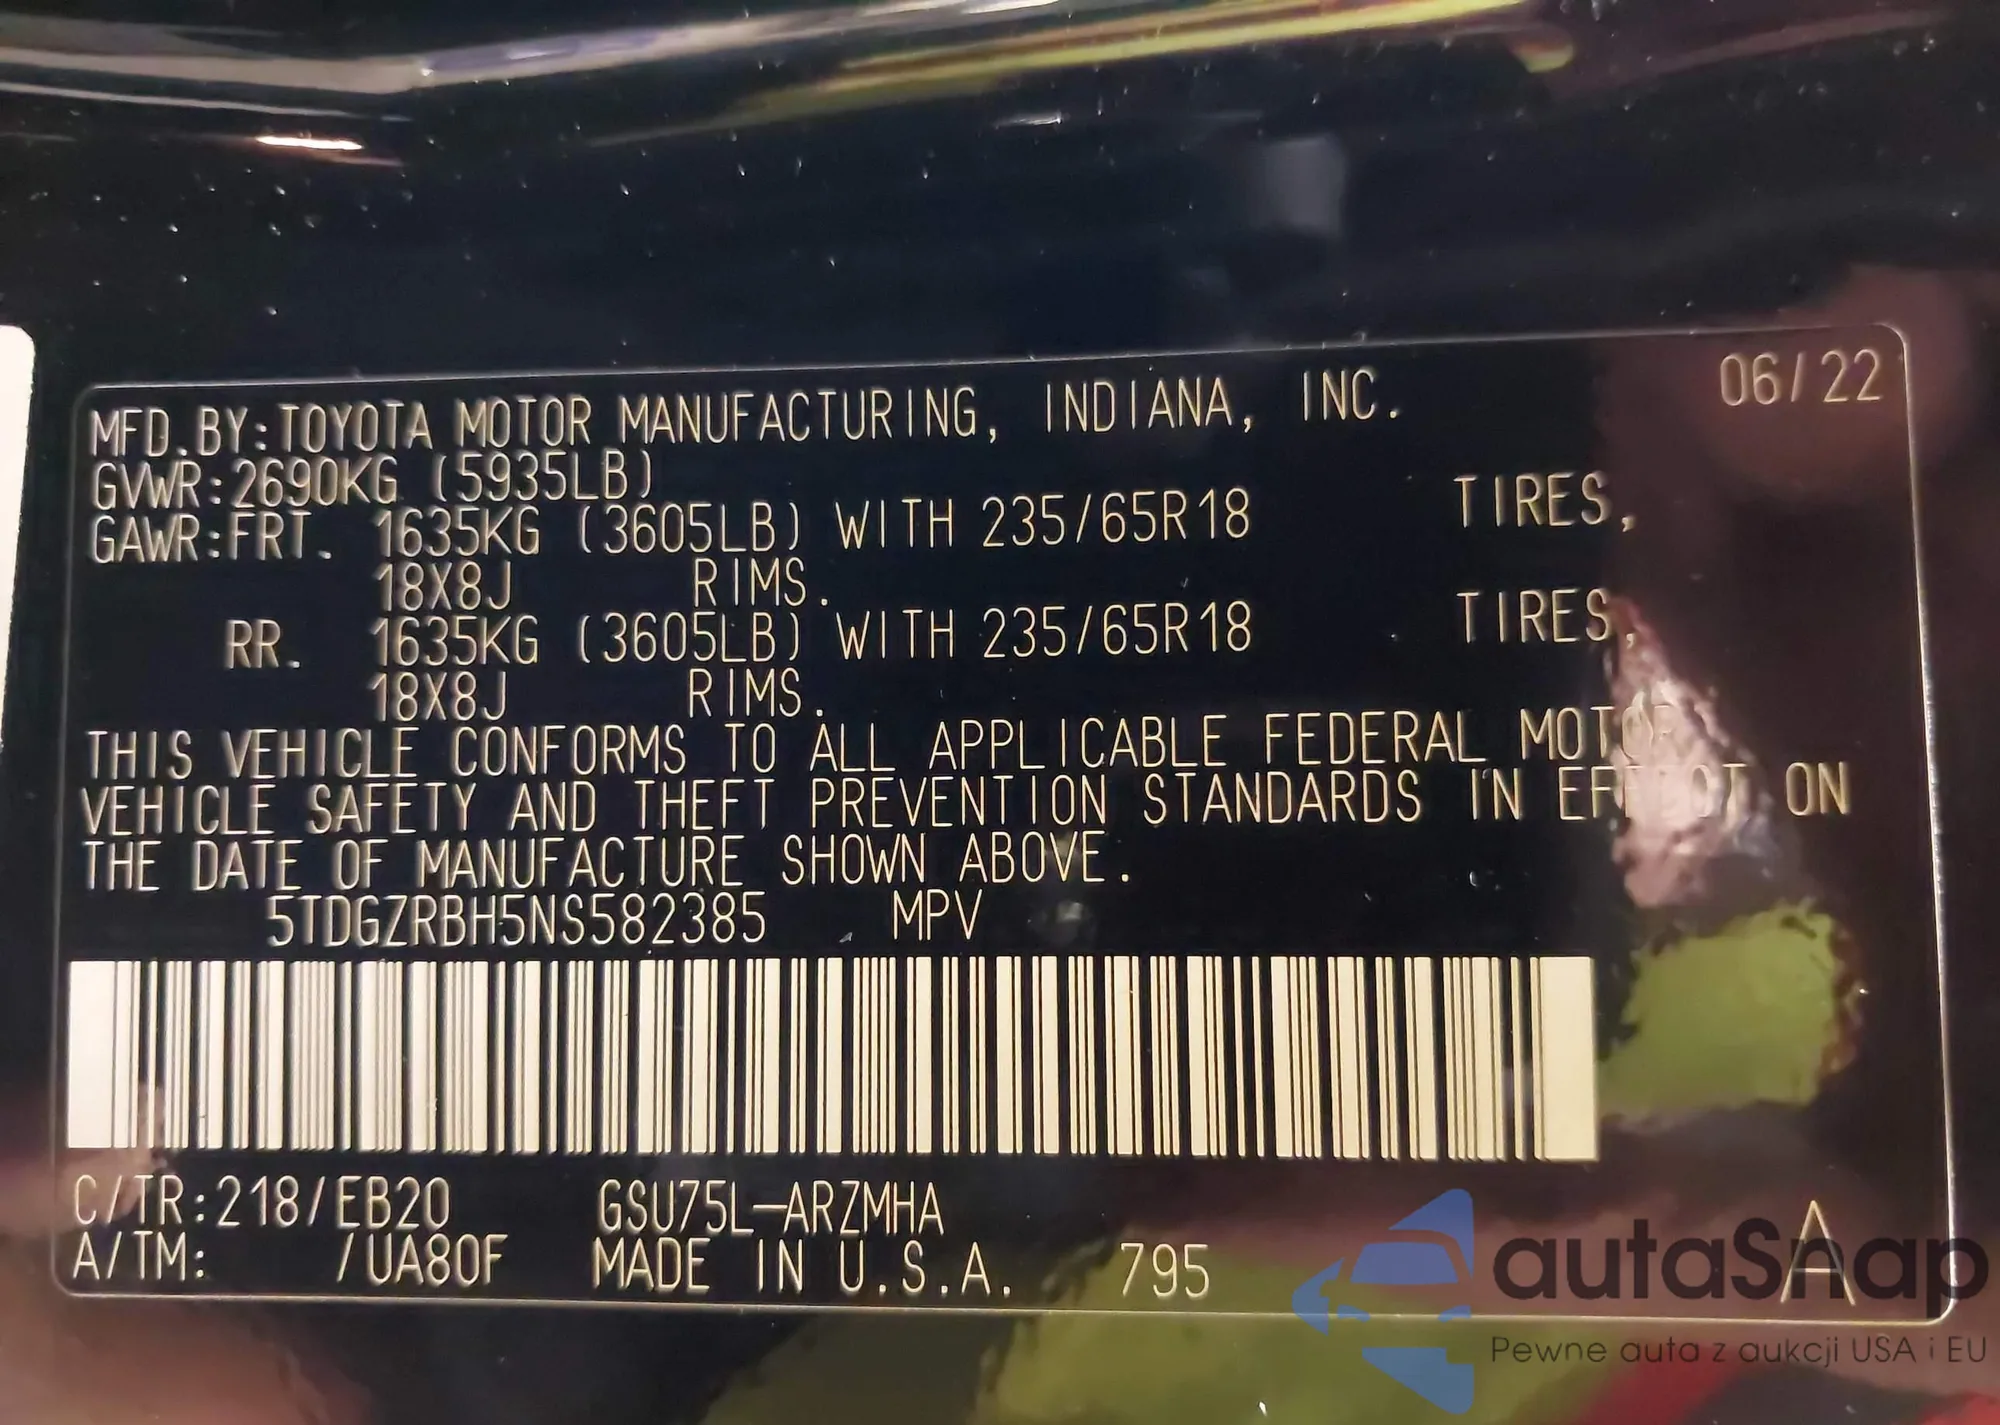 06/22
MFD.BY:TOYOTA MOTOR MANUFACTURING, INDIANA, INC.
GVWR:2690KG (5935LB)
GAWR:FRT. 1635KG (3605LB) WITH 235/65R18 TIRES,
18X8J RIMS.
RR. 1635KG (3605LB) WITH 235/65R18 TIRES,
18X8J RIMS.
THIS VEHICLE CONFORMS TO ALL APPLICABLE FEDERAL MOTOR
VEHICLE SAFETY AND THEFT PREVENTION STANDARDS IN EFFECT ON
THE DATE OF MANUFACTURE SHOWN ABOVE.
5TDGZRBH5NS582385 MPV
C/TR:218/EB20 GSU75L-ARZMHA
A/TM: /UA80F MADE IN U.S.A. 795 A
autaSnap
Pewne auta z aukcji USA i EU